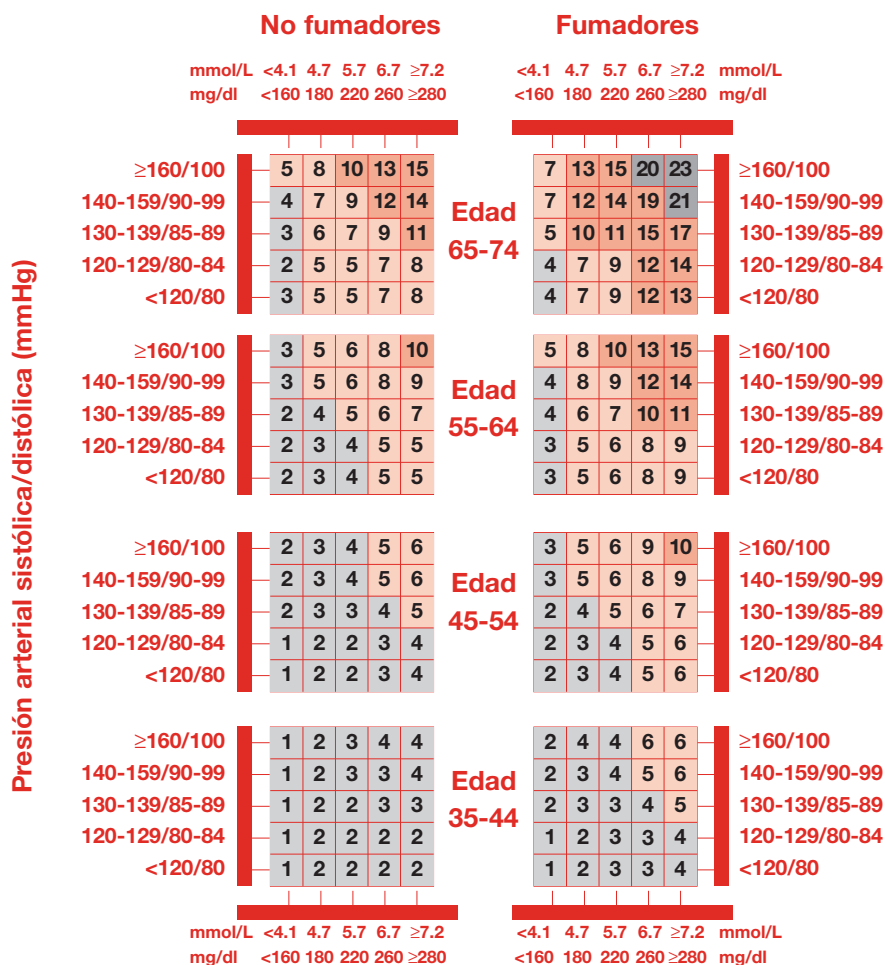 No fumadores Fumadores
mmol/L <4.1 4.7 5.7 6.7 ≥7.2 <4.1 4.7 5.7 6.7 ≥7.2 mmol/L
mg/dl <160 180 220 260 ≥280 <160 180 220 260 ≥280 mg/dl
Presión arterial sistólica/distólica (mmHg)
≥160/100 5 8 10 13 15 7 13 15 20 23 ≥160/100
140-159/90-99 4 7 9 12 14 7 12 14 19 21 140-159/90-99
Edad
130-139/85-89 3 6 7 9 11 5 10 11 15 17 130-139/85-89
65-74
120-129/80-84 2 5 5 7 8 4 7 9 12 14 120-129/80-84
<120/80 3 5 5 7 8 4 7 9 12 13 <120/80
≥160/100 3 5 6 8 10 5 8 10 13 15 ≥160/100
140-159/90-99 3 5 6 8 9 4 8 9 12 14 140-159/90-99
Edad
130-139/85-89 2 4 5 6 7 4 6 7 10 11 130-139/85-89
55-64
120-129/80-84 2 3 4 5 5 3 5 6 8 9 120-129/80-84
<120/80 2 3 4 5 5 3 5 6 8 9 <120/80
≥160/100 2 3 4 5 6 3 5 6 9 10 ≥160/100
140-159/90-99 2 3 4 5 6 3 5 6 8 9 140-159/90-99
Edad
130-139/85-89 2 3 3 4 5 2 4 5 6 7 130-139/85-89
45-54
120-129/80-84 1 2 2 3 4 2 3 4 5 6 120-129/80-84
<120/80 1 2 2 3 4 2 3 4 5 6 <120/80
≥160/100 1 2 3 4 4 2 4 4 6 6 ≥160/100
140-159/90-99 1 2 3 3 4 2 3 4 5 6 140-159/90-99
Edad
130-139/85-89 1 2 2 3 3 2 3 3 4 5 130-139/85-89
35-44
120-129/80-84 1 2 2 2 2 1 2 3 3 4 120-129/80-84
<120/80 1 2 2 2 2 1 2 3 3 4 <120/80
mmol/L <4.1 4.7 5.7 6.7 ≥7.2 <4.1 4.7 5.7 6.7 ≥7.2 mmol/L
mg/dl <160 180 220 260 ≥280 <160 180 220 260 ≥280 mg/dl